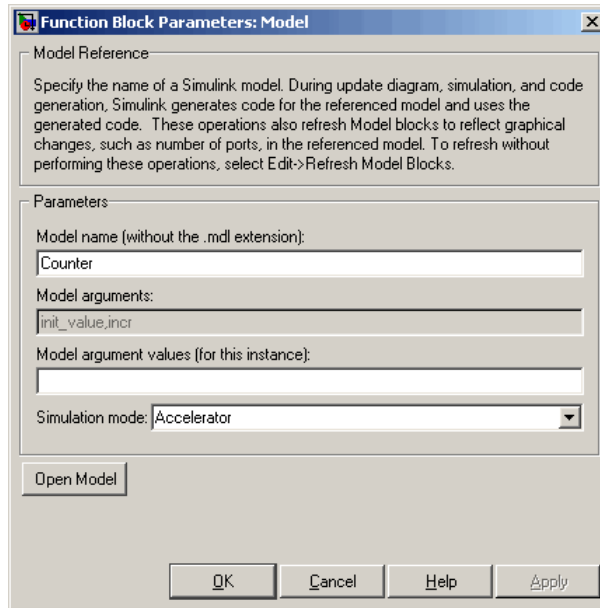 Function Block Parameters: Model
Model Reference
Specify the name of a Simulink model. During update diagram, simulation, and code
generation, Simulink generates code for the referenced model and uses the
generated code.  These operations also refresh Model blocks to reflect graphical
changes, such as number of ports, in the referenced model. To refresh without
performing these operations, select Edit->Refresh Model Blocks.
Parameters
Model name (without the .mdl extension):
Counter
Model arguments:
init_value,incr
Model argument values (for this instance):
Simulation mode: Accelerator
Open Model
OK Cancel Help Apply